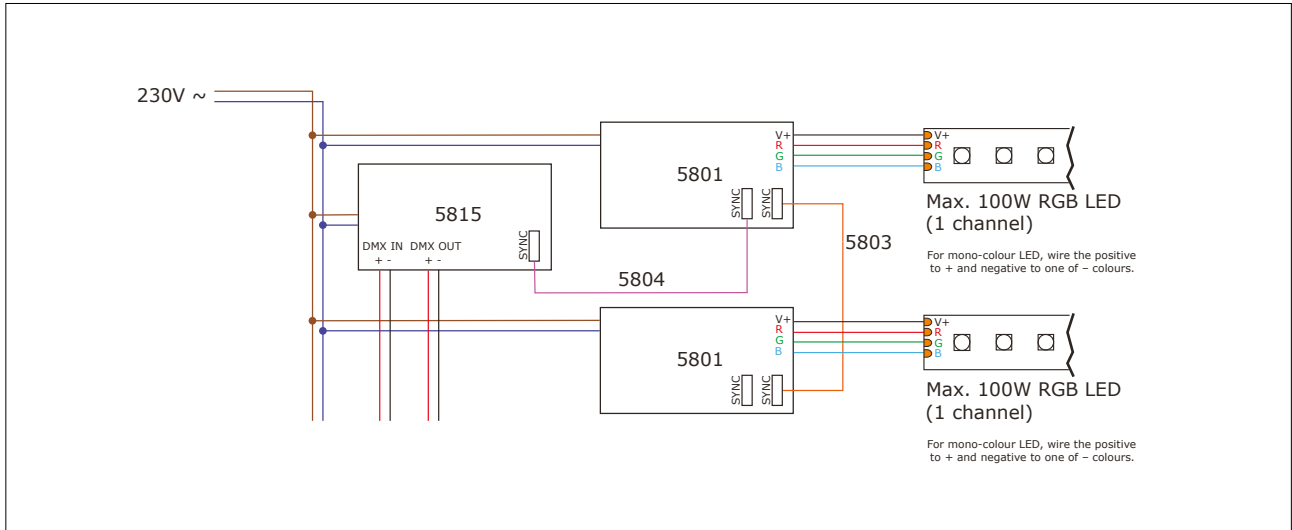 230V ~
5801
V+
R
G
B
SYNC
SYNC
V+
R
G
B
Max. 100W RGB LED
(1 channel)
For mono-colour LED, wire the positive
to + and negative to one of – colours.
5815
DMX IN DMX OUT
+ - + -
SYNC
5804
5803
5801
V+
R
G
B
SYNC
SYNC
V+
R
G
B
Max. 100W RGB LED
(1 channel)
For mono-colour LED, wire the positive
to + and negative to one of – colours.